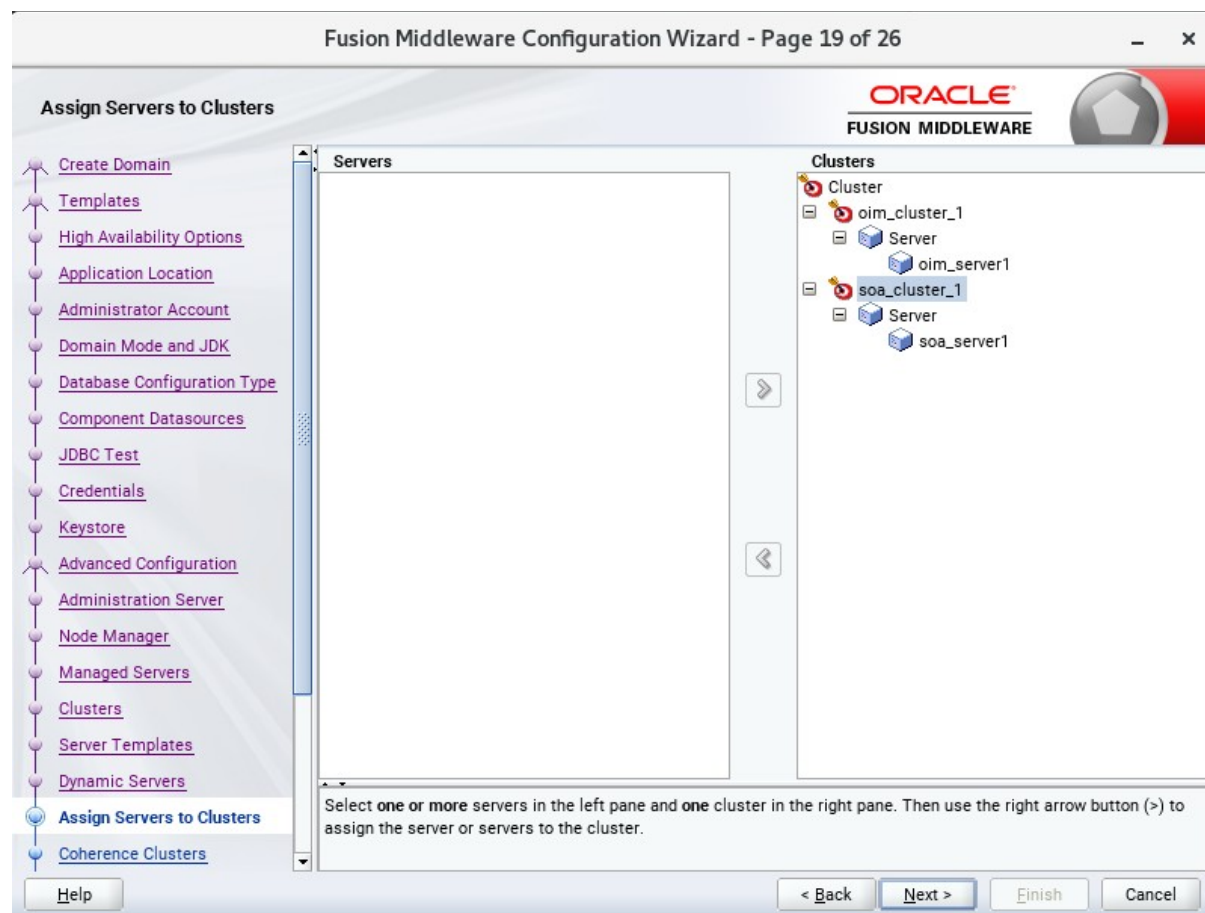 Fusion Middleware Configuration Wizard - Page 19 of 26
Assign Servers to Clusters
ORACLE
FUSION MIDDLEWARE
Create Domain
Templates
High Availability Options
Application Location
Administrator Account
Domain Mode and JDK
Database Configuration Type
Component Datasources
JDBC Test
Credentials
Keystore
Advanced Configuration
Administration Server
Node Manager
Managed Servers
Clusters
Server Templates
Dynamic Servers
Assign Servers to Clusters
Coherence Clusters
Servers
Clusters
Cluster
oim_cluster_1
Server
oim_server1
soa_cluster_1
Server
soa_server1
Select one or more servers in the left pane and one cluster in the right pane. Then use the right arrow button (>) to
assign the server or servers to the cluster.
Help
< Back
Next >
Finish
Cancel